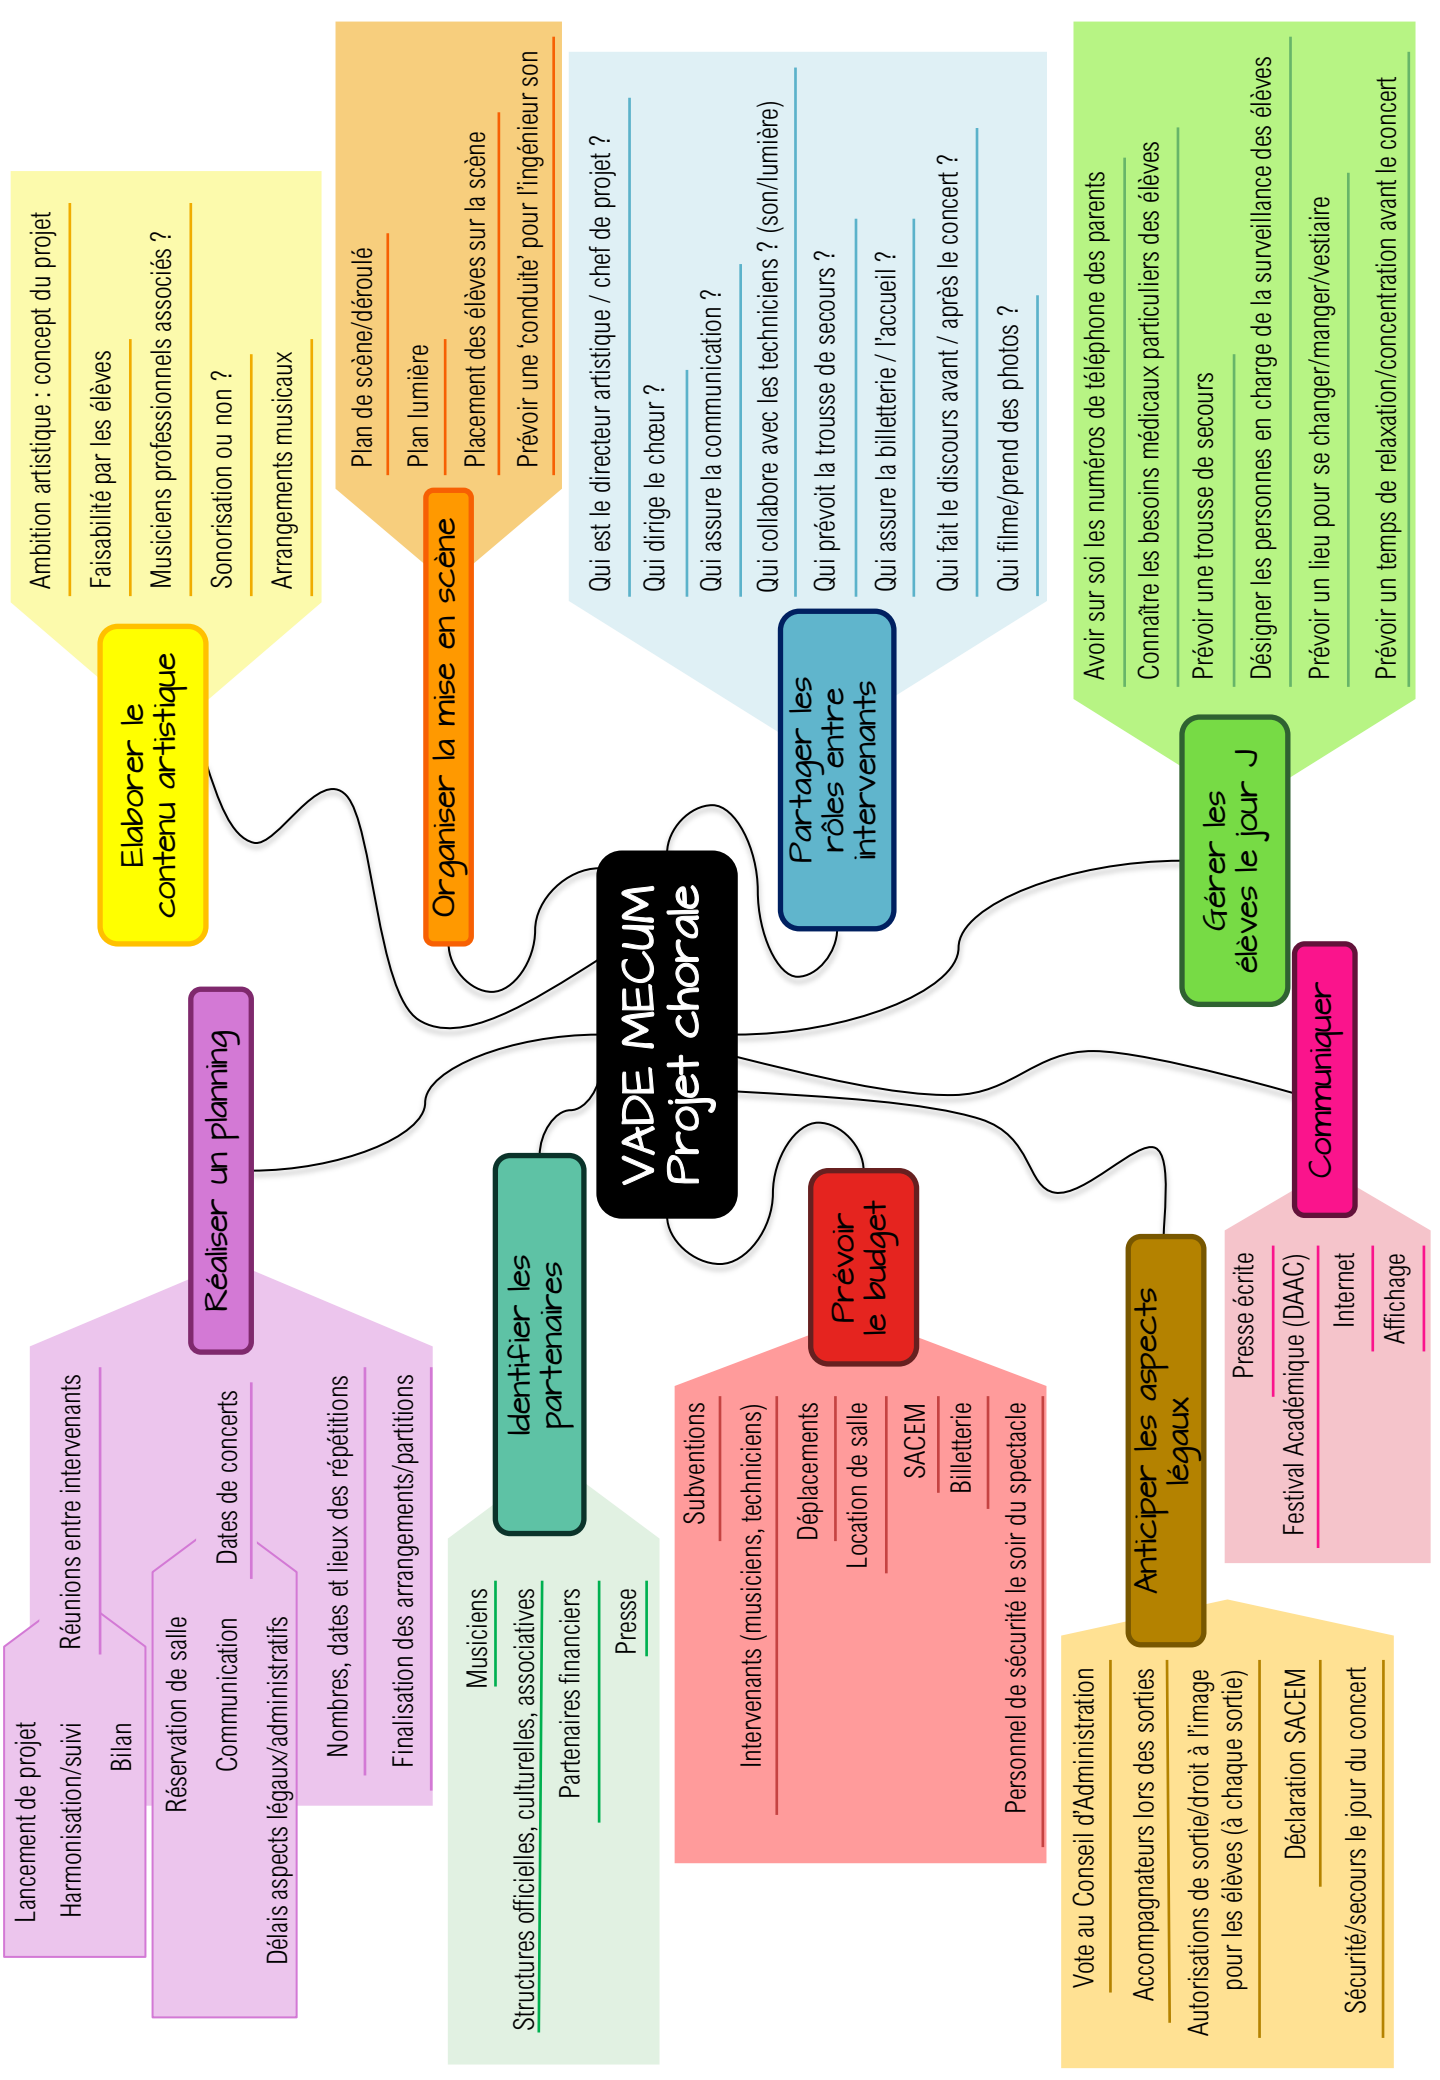 VADE MECUM
Projet chorale
Elaborer le
contenu artistique
Ambition artistique : concept du projet
Faisabilité par les élèves
Musiciens professionnels associés ?
Sonorisation ou non ?
Arrangements musicaux
Organiser la mise en scène
Plan de scène/déroulé
Plan lumière
Placement des élèves sur la scène
Prévoir une ‘conduite’ pour l’ingénieur son
Partager les
rôles entre
intervenants
Qui est le directeur artistique / chef de projet ?
Qui dirige le chœur ?
Qui assure la communication ?
Qui collabore avec les techniciens ? (son/lumière)
Qui prévoit la trousse de secours ?
Qui assure la billetterie / l’accueil ?
Qui fait le discours avant / après le concert ?
Qui filme/prend des photos ?
Gérer les
élèves le jour J
Avoir sur soi les numéros de téléphone des parents
Connaître les besoins médicaux particuliers des élèves
Prévoir une trousse de secours
Désigner les personnes en charge de la surveillance des élèves
Prévoir un lieu pour se changer/manger/vestiaire
Prévoir un temps de relaxation/concentration avant le concert
Communiquer
Presse écrite
Festival Académique (DAAC)
Internet
Affichage
Anticiper les aspects
légaux
Vote au Conseil d’Administration
Accompagnateurs lors des sorties
Autorisations de sortie/droit à l’image
pour les élèves (à chaque sortie)
Déclaration SACEM
Sécurité/secours le jour du concert
Prévoir
le budget
Subventions
Intervenants (musiciens, techniciens)
Déplacements
Location de salle
SACEM
Billetterie
Personnel de sécurité le soir du spectacle
Identifier les
partenaires
Musiciens
Structures officielles, culturelles, associatives
Partenaires financiers
Presse
Réaliser un planning
Réunions entre intervenants
Lancement de projet
Harmonisation/suivi
Bilan
Dates de concerts
Réservation de salle
Communication
Délais aspects légaux/administratifs
Nombres, dates et lieux des répétitions
Finalisation des arrangements/partitions